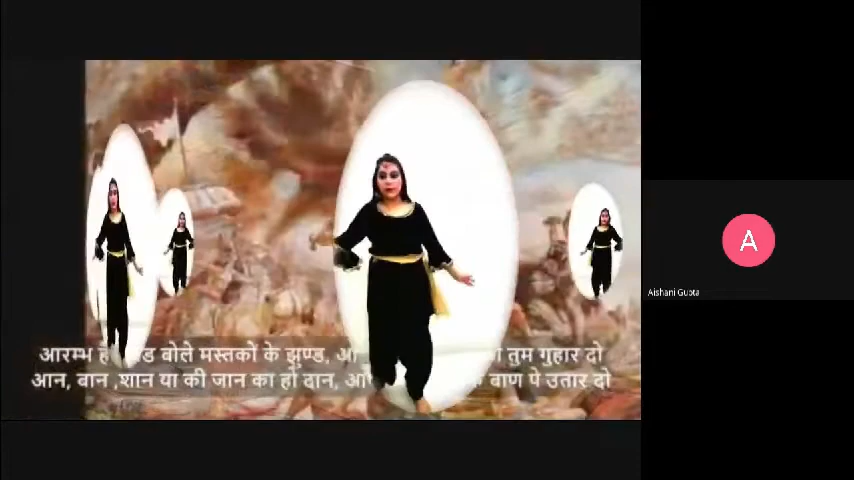 आरम्भ है बोले मस्तकों के झुण्ड, तुम गुहार दो
आन, बान ,शान या की जान का हो दान, बाण पे उतार दो
A
Aishani Gupta